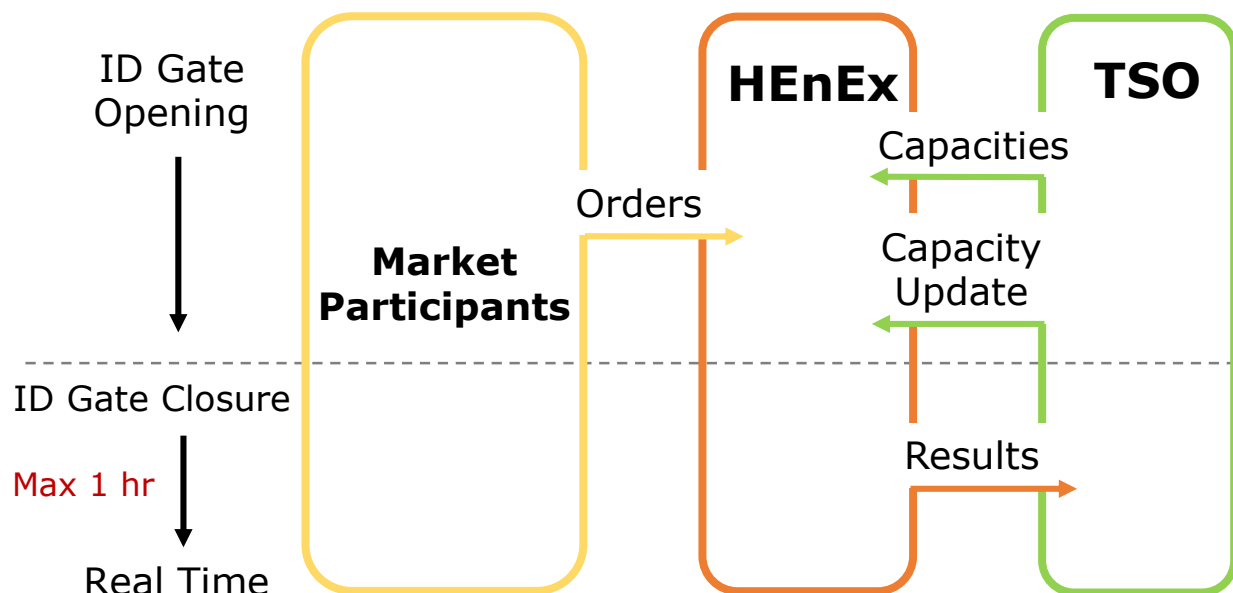 ID Gate
Opening
ID Gate Closure
Max 1 hr
Real Time
Market
Participants
Orders
HEnEx
Capacities
Capacity
Update
Results
TSO